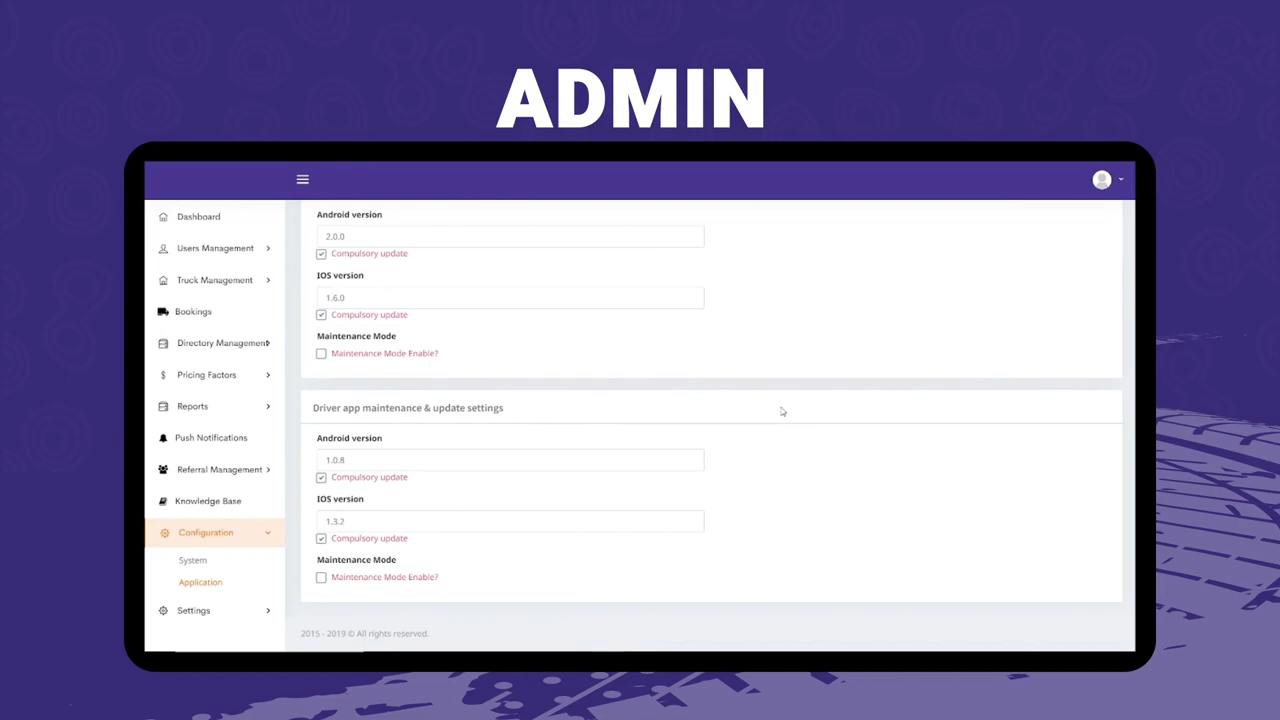 ADMIN
Dashboard
Users Management
Truck Management
Bookings
Directory Management
Pricing Factors
Reports
Push Notifications
Referral Management
Knowledge Base
Configuration
System
Application
Settings
Android version
2.0.0
Compulsory update
IOS version
1.6.0
Compulsory update
Maintenance Mode
Maintenance Mode Enable?
Driver app maintenance & update settings
Android version
1.0.8
Compulsory update
IOS version
1.3.2
Compulsory update
Maintenance Mode
Maintenance Mode Enable?
2015 - 2019 © All rights reserved.